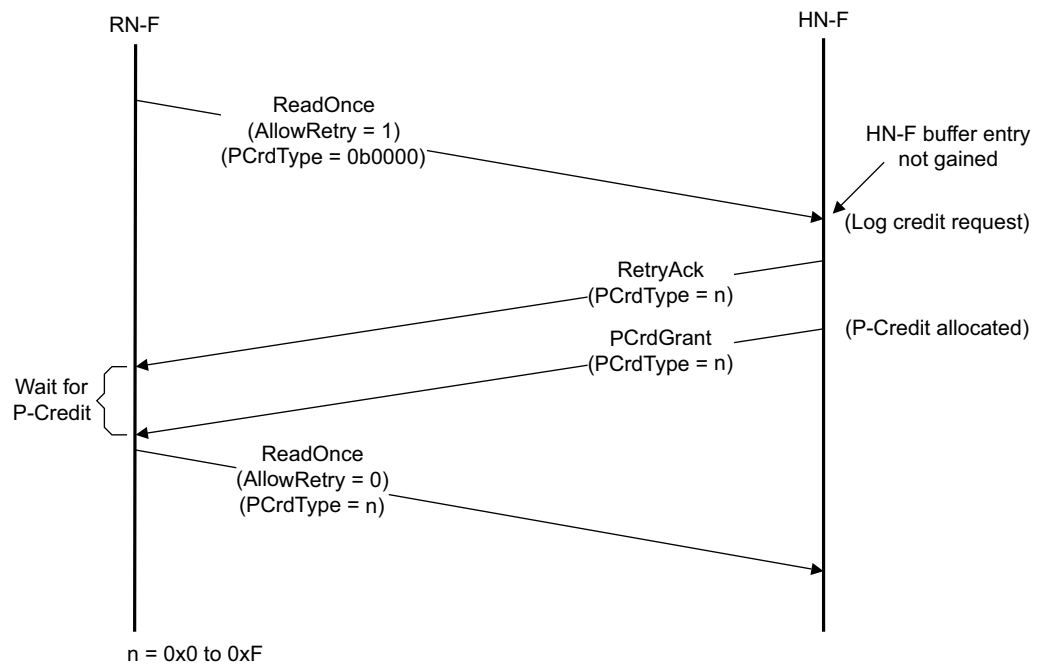 RN-F
HN-F
ReadOnce
(AllowRetry = 1)
(PCrdType = 0b0000)
HN-F buffer entry
not gained
(Log credit request)
RetryAck
(PCrdType = n)
(P-Credit allocated)
PCrdGrant
(PCrdType = n)
Wait for
P-Credit
ReadOnce
(AllowRetry = 0)
(PCrdType = n)
n = 0x0 to 0xF